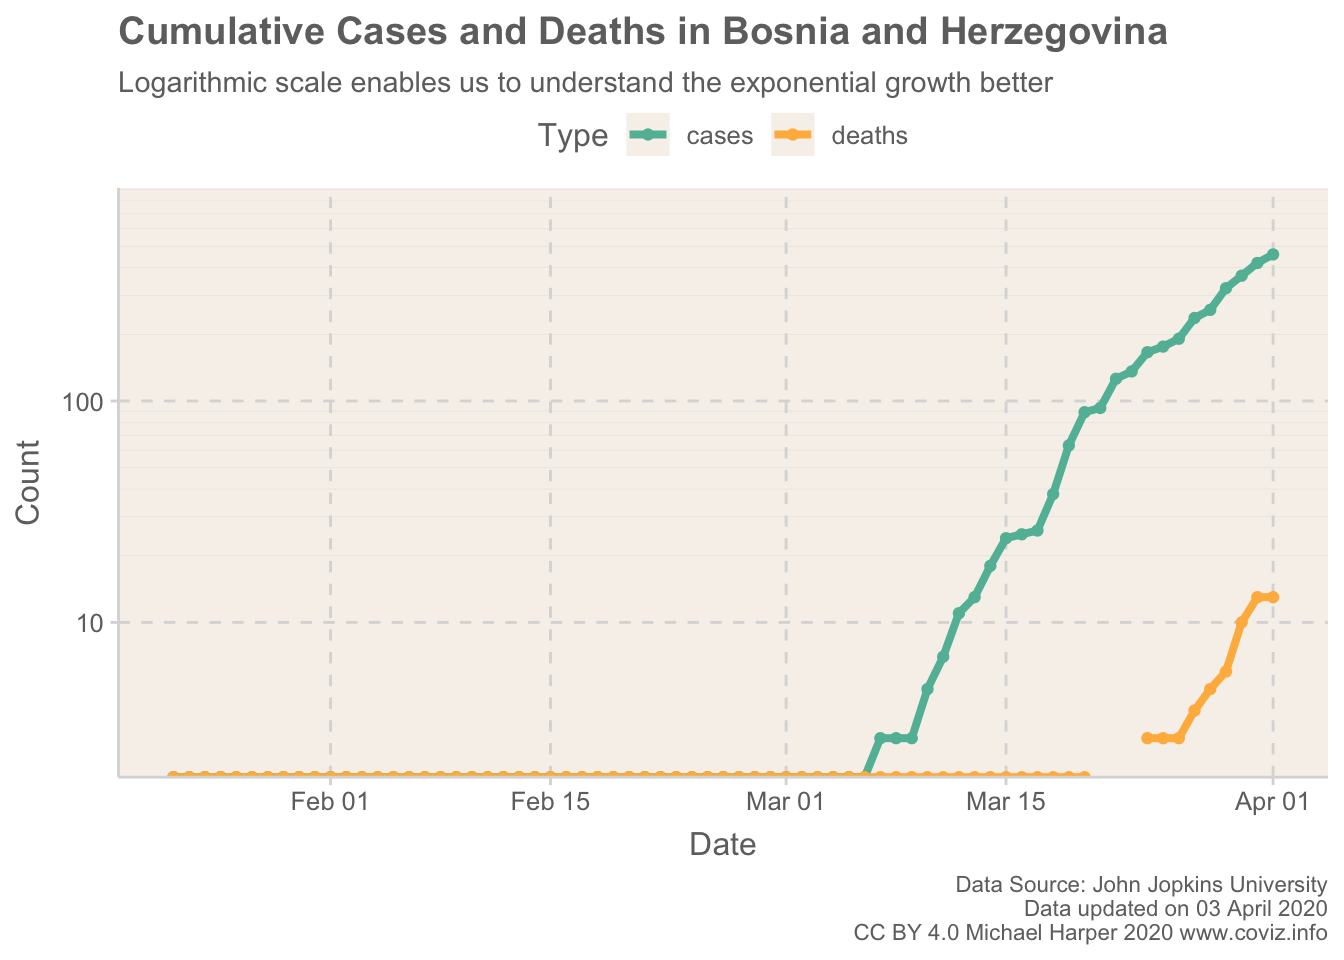 Cumulative Cases and Deaths in Bosnia and Herzegovina
Logarithmic scale enables us to understand the exponential growth better
Type cases deaths
100
10
Count
Feb 01 Feb 15 Mar 01 Mar 15 Apr 01
Date
Data Source: John Jopkins University
Data updated on 03 April 2020
CC BY 4.0 Michael Harper 2020 www.coviz.info